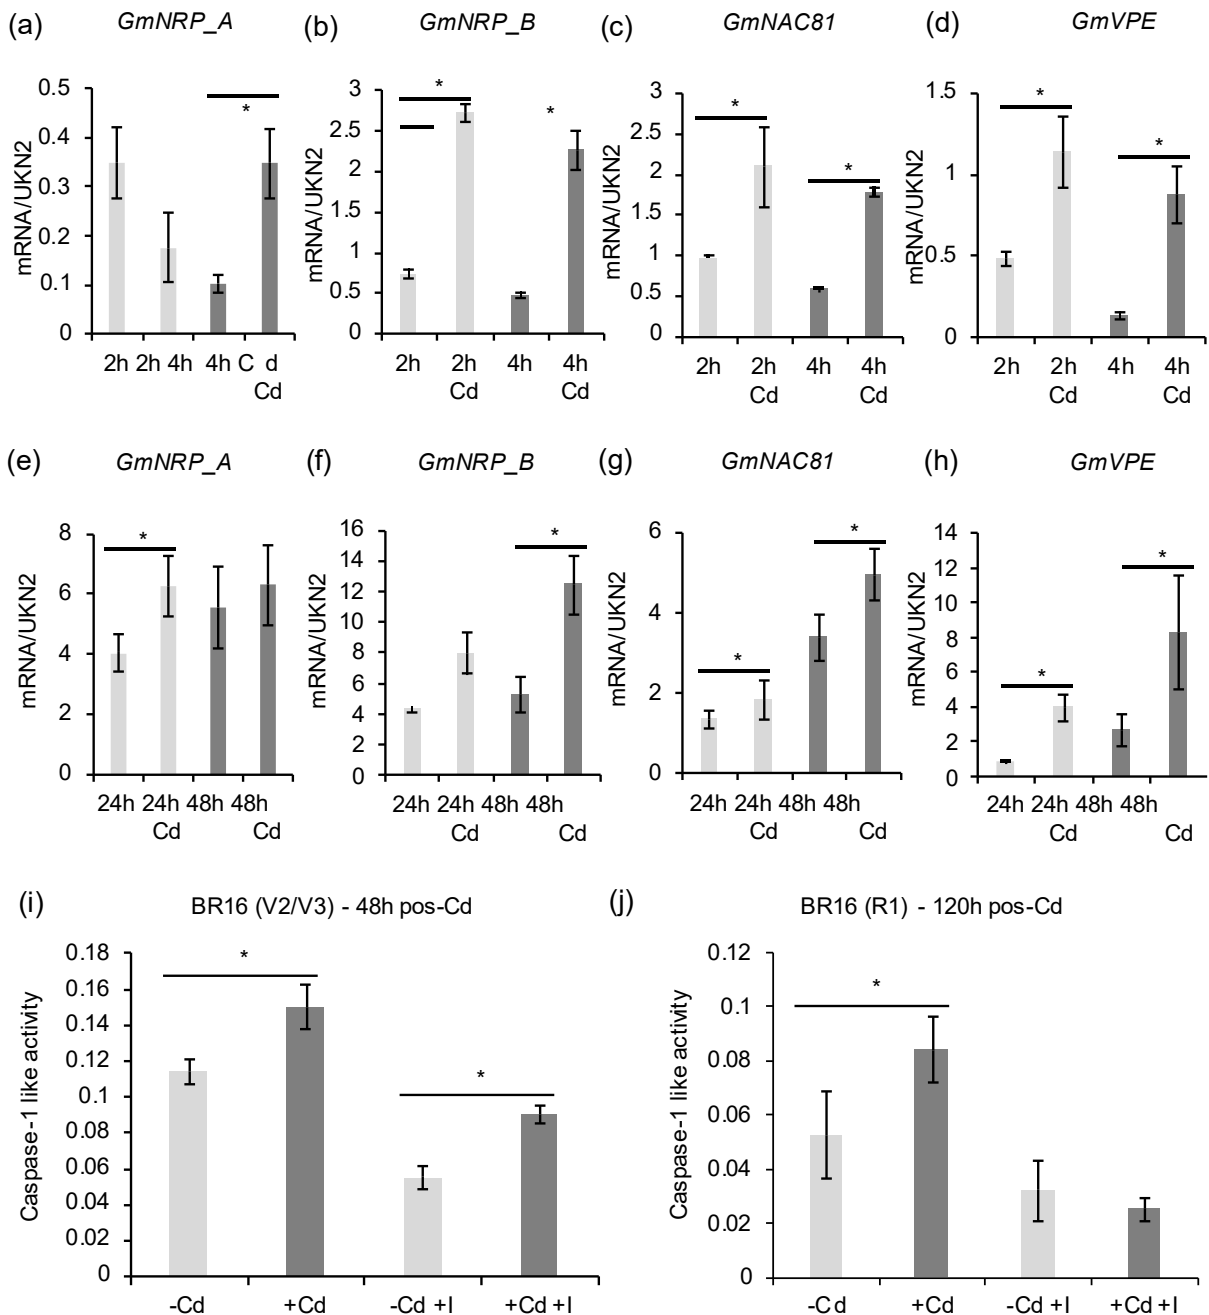 (a) GmNRP_A
(b) GmNRP_B
(c) GmNAC81
(d) GmVPE
mRNA/UKN2
0.5
0.4
0.3
0.2
0.1
0
*
2h 2h 4h 4h C d
Cd
mRNA/UKN2
3
2.5
2
1.5
1
0.5
0
* *
2h 2h 4h 4h
Cd Cd
mRNA/UKN2
3
2.5
2
1.5
1
0.5
0
* *
2h 2h 4h 4h
Cd Cd
mRNA/UKN2
1.5
1
0.5
0
* *
2h 2h 4h 4h
Cd Cd
(e) GmNRP_A
(f) GmNRP_B
(g) GmNAC81
(h) GmVPE
mRNA/UKN2
8
6
4
2
0
*
24h 24h 48h 48h
Cd Cd
mRNA/UKN2
16
14
12
10
8
6
4
2
0
*
24h 24h 48h 48h
Cd Cd
mRNA/UKN2
6
4
2
0
* *
24h 24h 48h 48h
Cd Cd
mRNA/UKN2
14
12
10
8
6
4
2
0
* *
24h 24h 48h 48h
Cd Cd
(i) BR16 (V2/V3) - 48h pos-Cd
Caspase-1 like activity
0.18
0.16
0.14
0.12
0.1
0.08
0.06
0.04
0.02
0
* *
-Cd +Cd -Cd +I +Cd +I
(j) BR16 (R1) - 120h pos-Cd
Caspase-1 like activity
0.12
0.1
0.08
0.06
0.04
0.02
0
*
-Cd +Cd -Cd +I +Cd +I